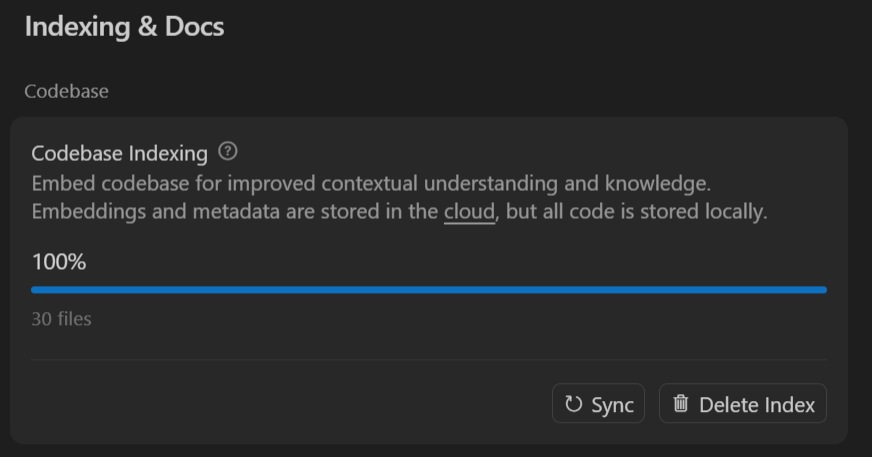 Indexing & Docs
Codebase
Codebase Indexing
Embed codebase for improved contextual understanding and knowledge.
Embeddings and metadata are stored in the cloud, but all code is stored locally.
100%
30 files
Sync
Delete Index